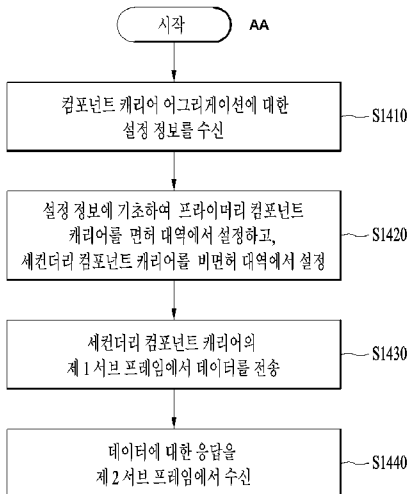 시작 AA
컴포넌트 캐리어 어그리게이션에 대한
설정 정보를 수신
S1410
설정 정보에 기초하여 프라이머리 컴포넌트
캐리어를 면허 대역에서 설정하고,
세컨더리 컴포넌트 캐리어를 비면허 대역에서 설정
S1420
세컨더리 컴포넌트 캐리어의
제 1 서브 프레임에서 데이터를 전송
S1430
데이터에 대한 응답을
제 2 서브 프레임에서 수신
S1440